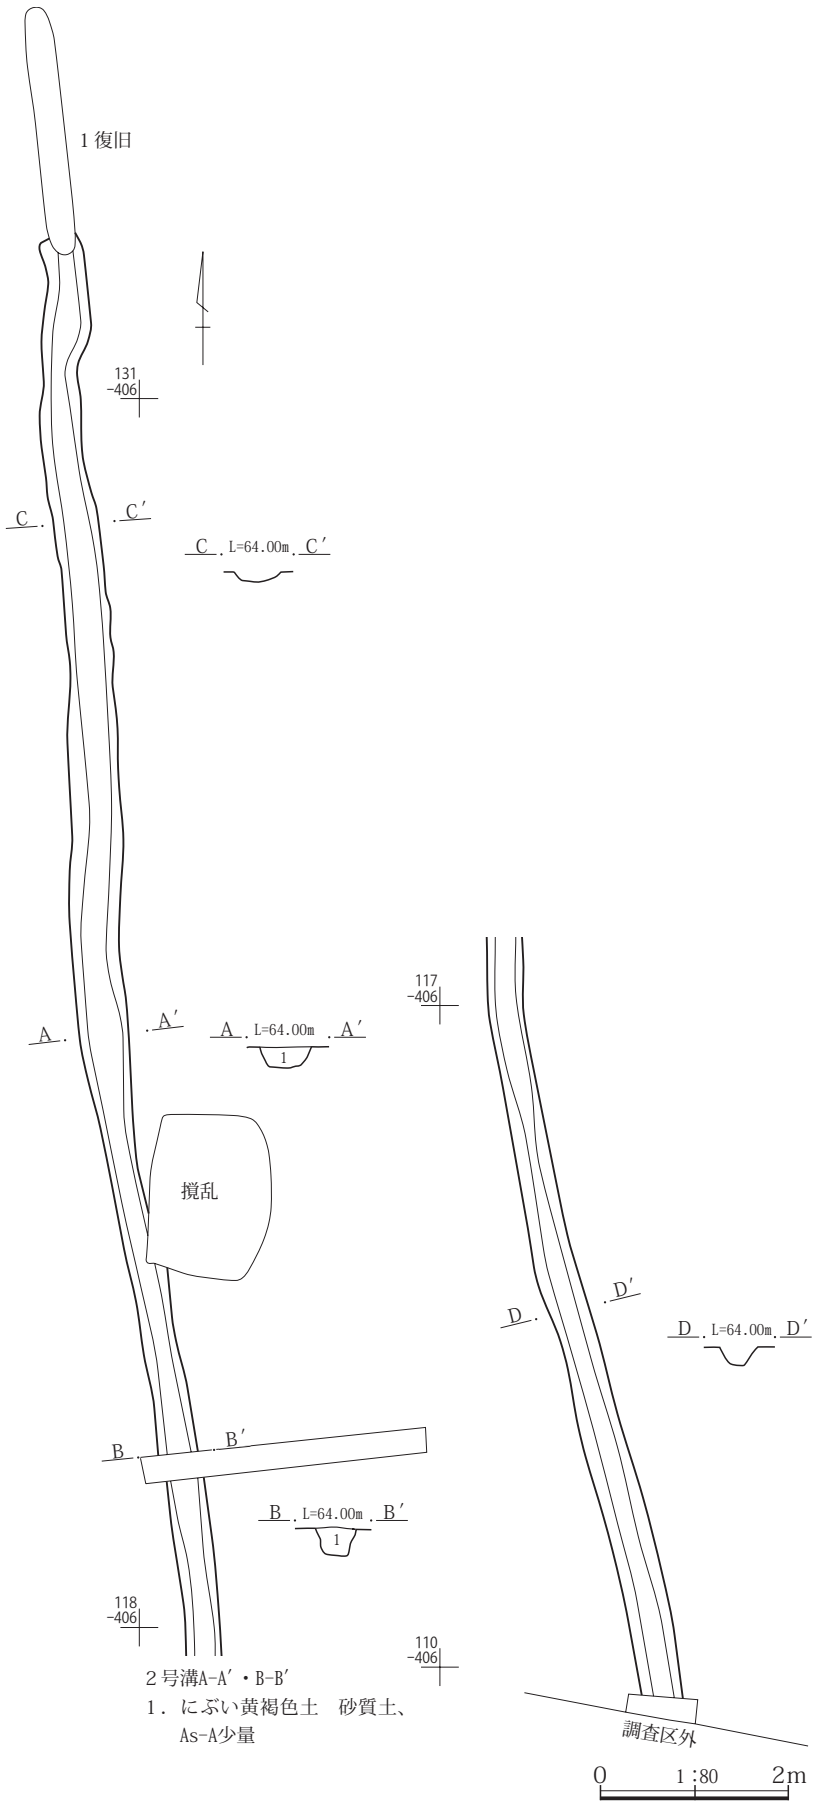 1 復旧
131
-406
C
C′
C L=64.00m C′
117
-406
A
A′
A L=64.00m A′
1
撹乱
D
D′
D L=64.00m D′
B
B′
B L=64.00m B′
1
118
-406
110
-406
２号溝A-A′・B-B′
1．にぶい黄褐色土　砂質土、
As-A少量
調査区外
0 1:80 2m